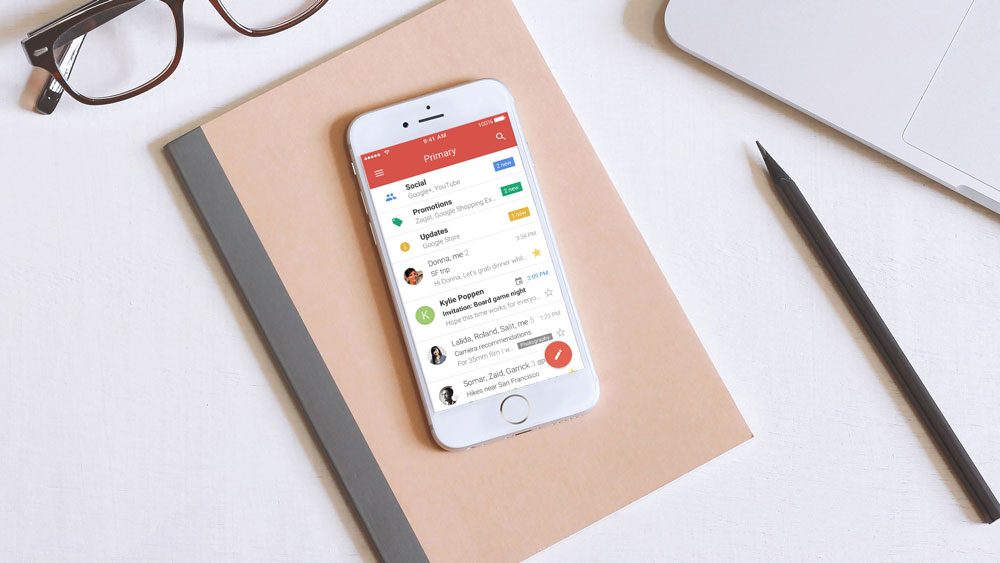 9:41 AM
100%
Primary
Social
Google+, YouTube
2 new
Promotions
Zagat, Google Shopping Ex...
2 new
Updates
Google Store
1 new
Donna, me 2
3:34 PM
SF trip
Hi Donna, Let's grab dinner whil...
K
Kylie Poppen
2:09 PM
Invitation: Board game night
Hope this time works for everyo...
Lalida, Roland, Salit, me 5
1:23 PM
Camera recommendations
For 35mm film I w...
Photography
Somar, Zaid, Garrick 3
Hikes near San Francisco